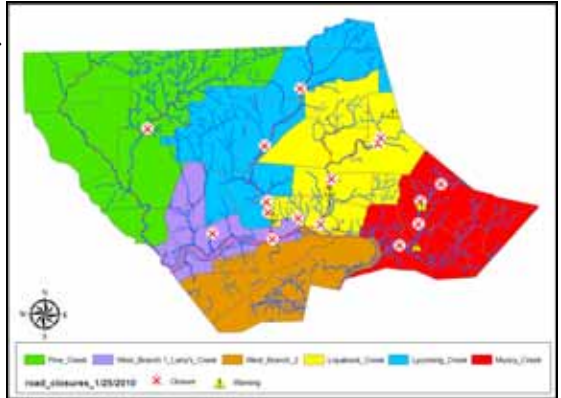 N
W E
S
Pine_Creek West_Branch 1_Larry's_Creek West_Branch_2 Loyalsock_Creek Lycoming_Creek Muncy_Creek
road_closures_1/25/2010 Closure Warning